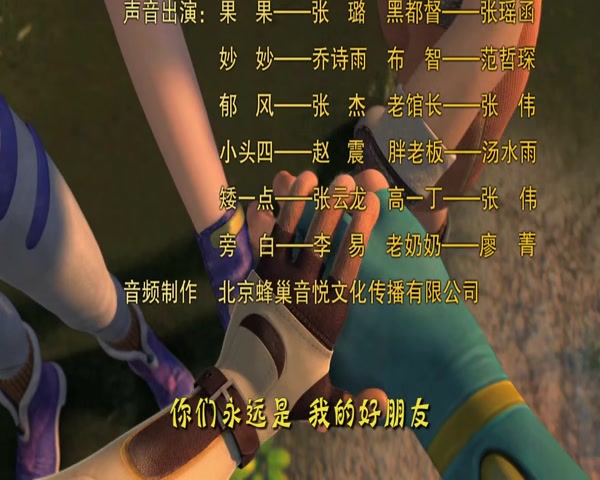 声音出演：果 果——张 璐 黑都督——张瑶函
妙 妙——乔诗雨 布 智——范哲琛
郁 风——张 杰 老馆长——张 伟
小头四——赵 震 胖老板——汤水雨
矮一点——张云龙 高一丁——张 伟
旁 白——李 易 老奶奶——廖 菁
音频制作 北京蜂巢音悦文化传播有限公司
你们永远是 我的好朋友